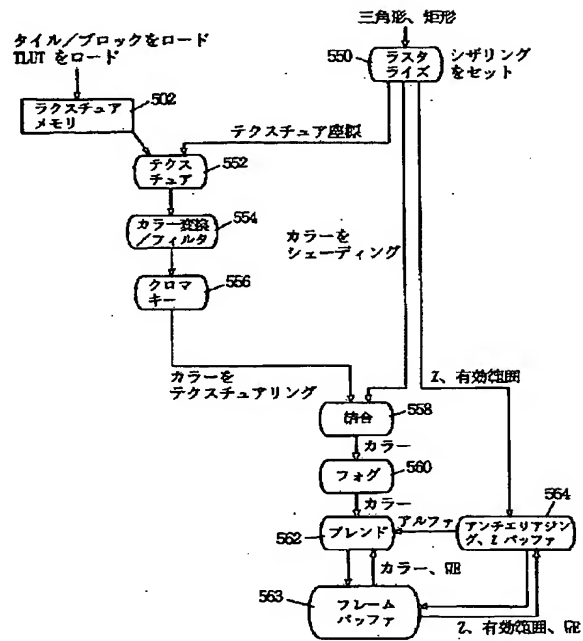 三角形、矩形
タイル／ブロックをロード
TLUT をロード
550
ラスタ
ライズ
シザリング
をセット
502
ラクスチュア
メモリ
テクスチュア座標
テクス
チュア
552
カラー変換
／フィルタ
554
カラーを
シェーディング
クロマ
キー
556
カラーを
テクスチュアリング
Z、有効範囲
結合
558
カラー
フォグ
560
カラー
564
562
ブレンド
アルファ
アンチエリアジン
グ、Z バッファ
カラー、
563
フレーム
バッファ
Z、有効範囲、